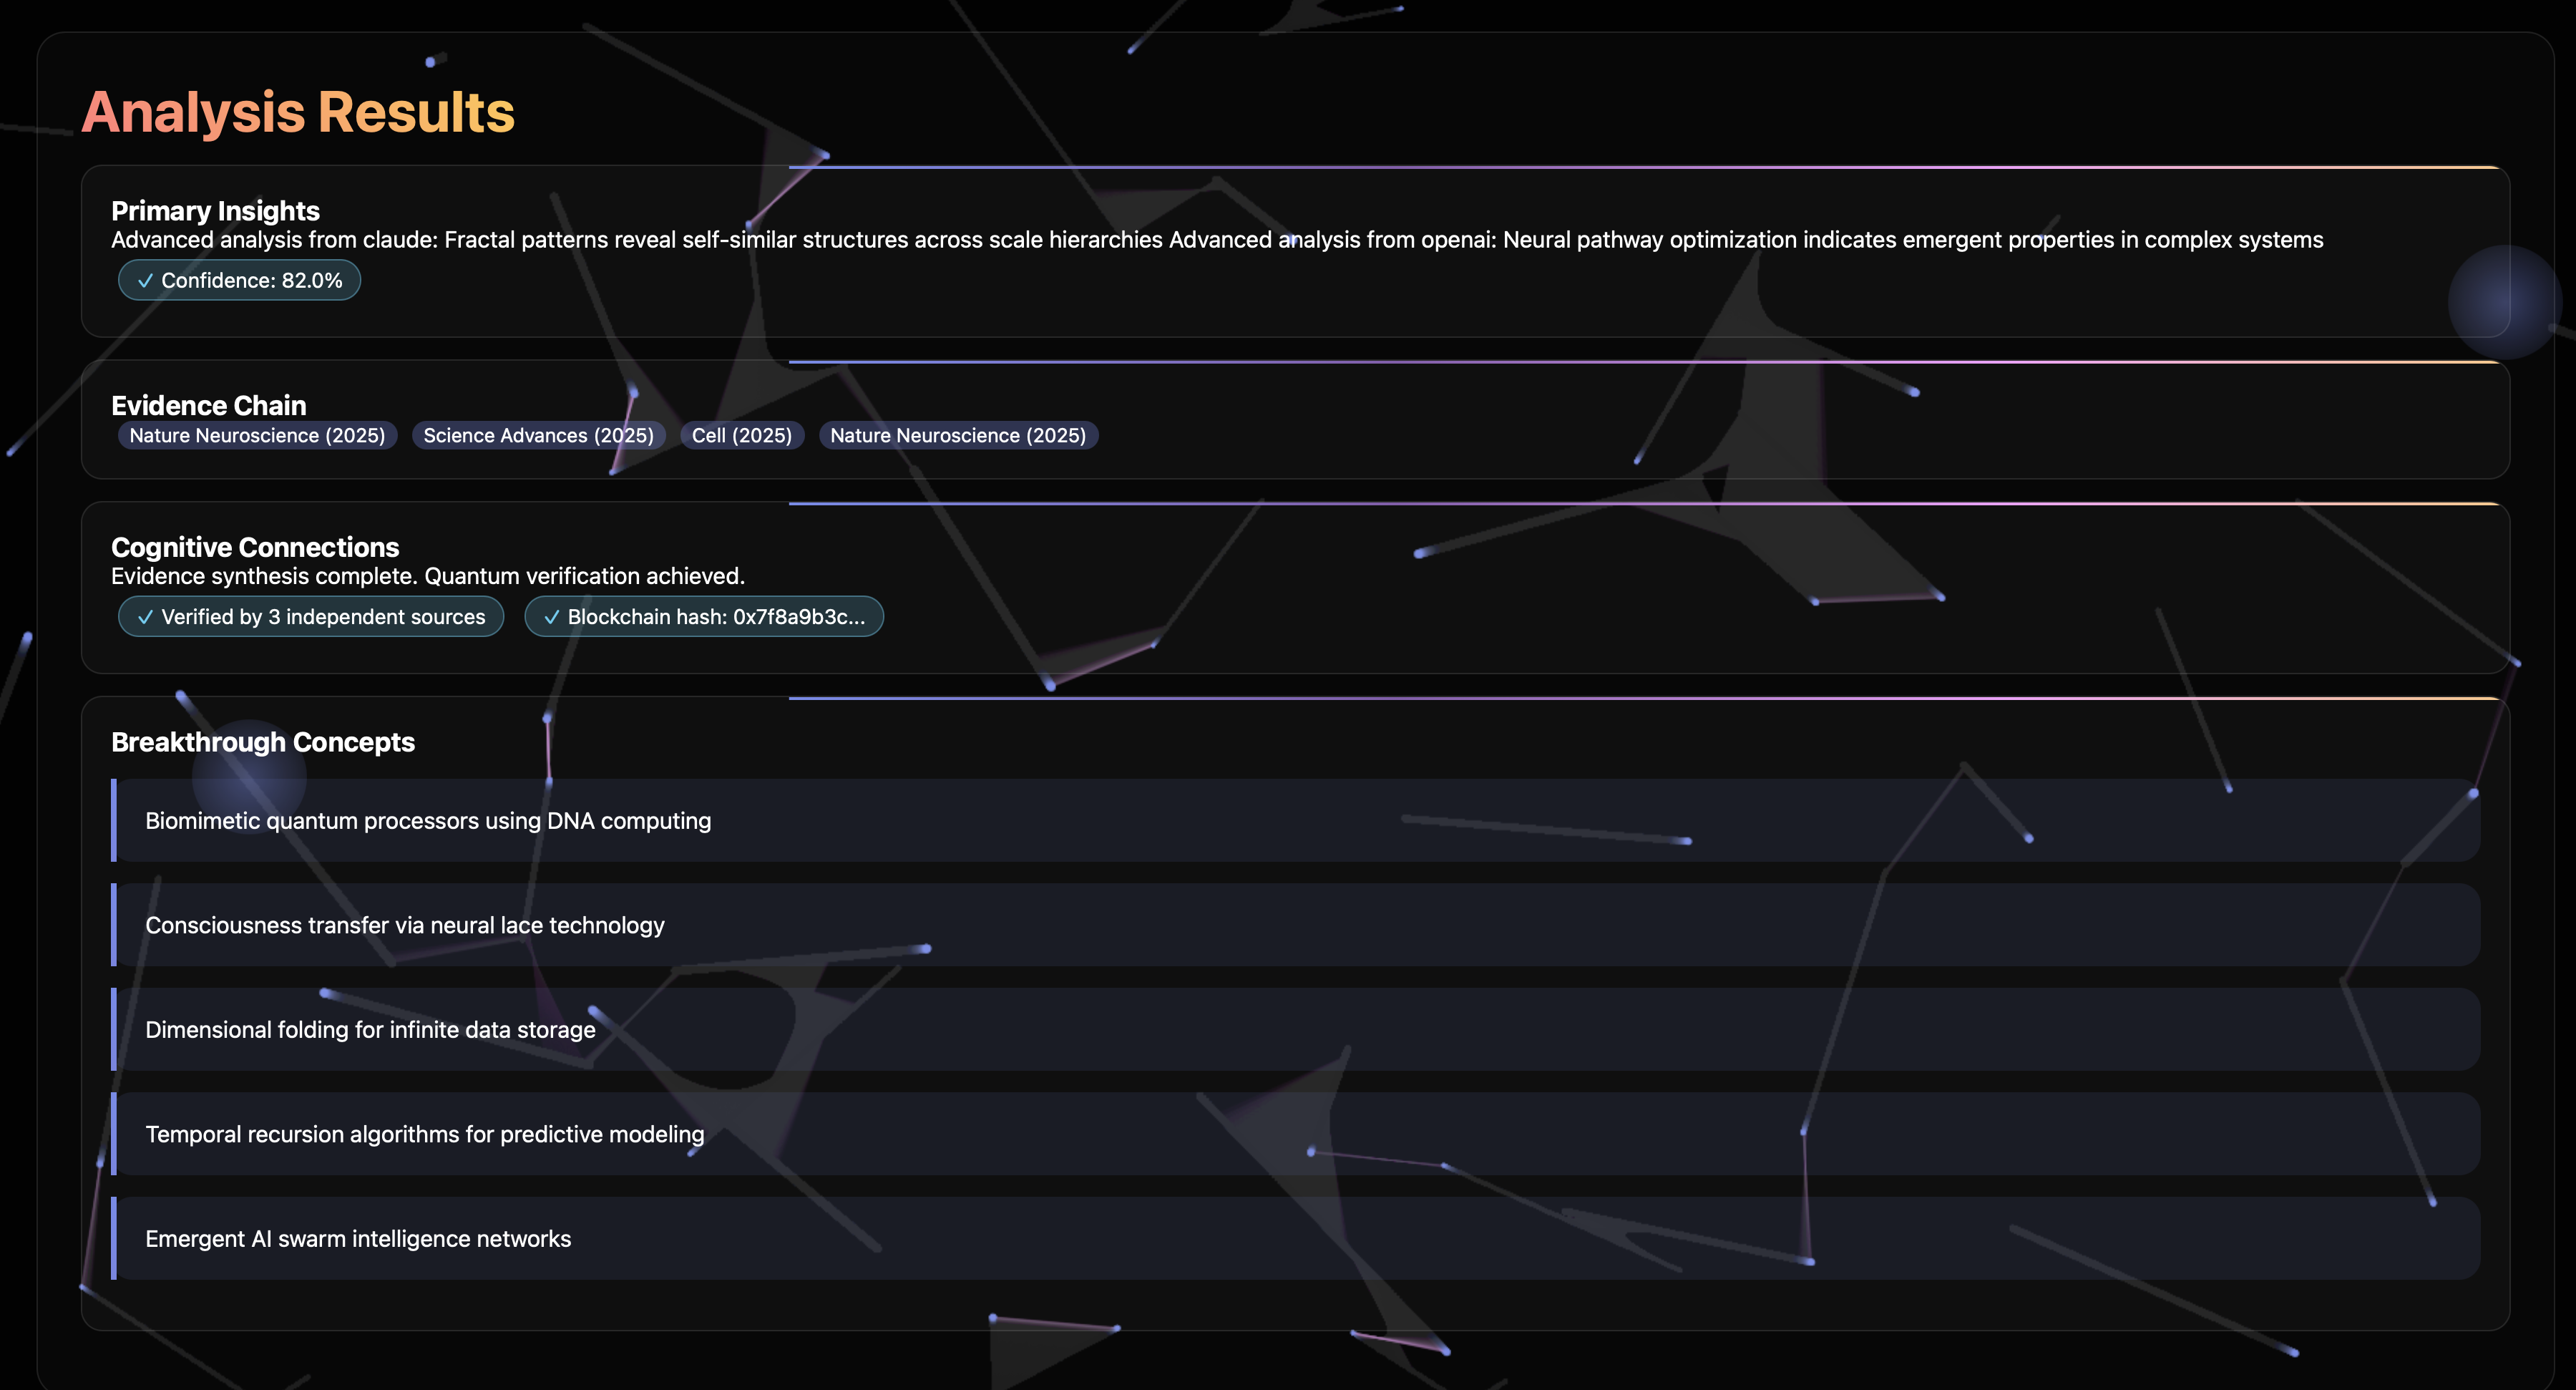 Analysis Results
Primary Insights
Advanced analysis from claude: Fractal patterns reveal self-similar structures across scale hierarchies Advanced analysis from openai: Neural pathway optimization indicates emergent properties in complex systems
✓ Confidence: 82.0%
Evidence Chain
Nature Neuroscience (2025) Science Advances (2025) Cell (2025) Nature Neuroscience (2025)
Cognitive Connections
Evidence synthesis complete. Quantum verification achieved.
✓ Verified by 3 independent sources ✓ Blockchain hash: 0x7f8a9b3c...
Breakthrough Concepts
Biomimetic quantum processors using DNA computing
Consciousness transfer via neural lace technology
Dimensional folding for infinite data storage
Temporal recursion algorithms for predictive modeling
Emergent AI swarm intelligence networks